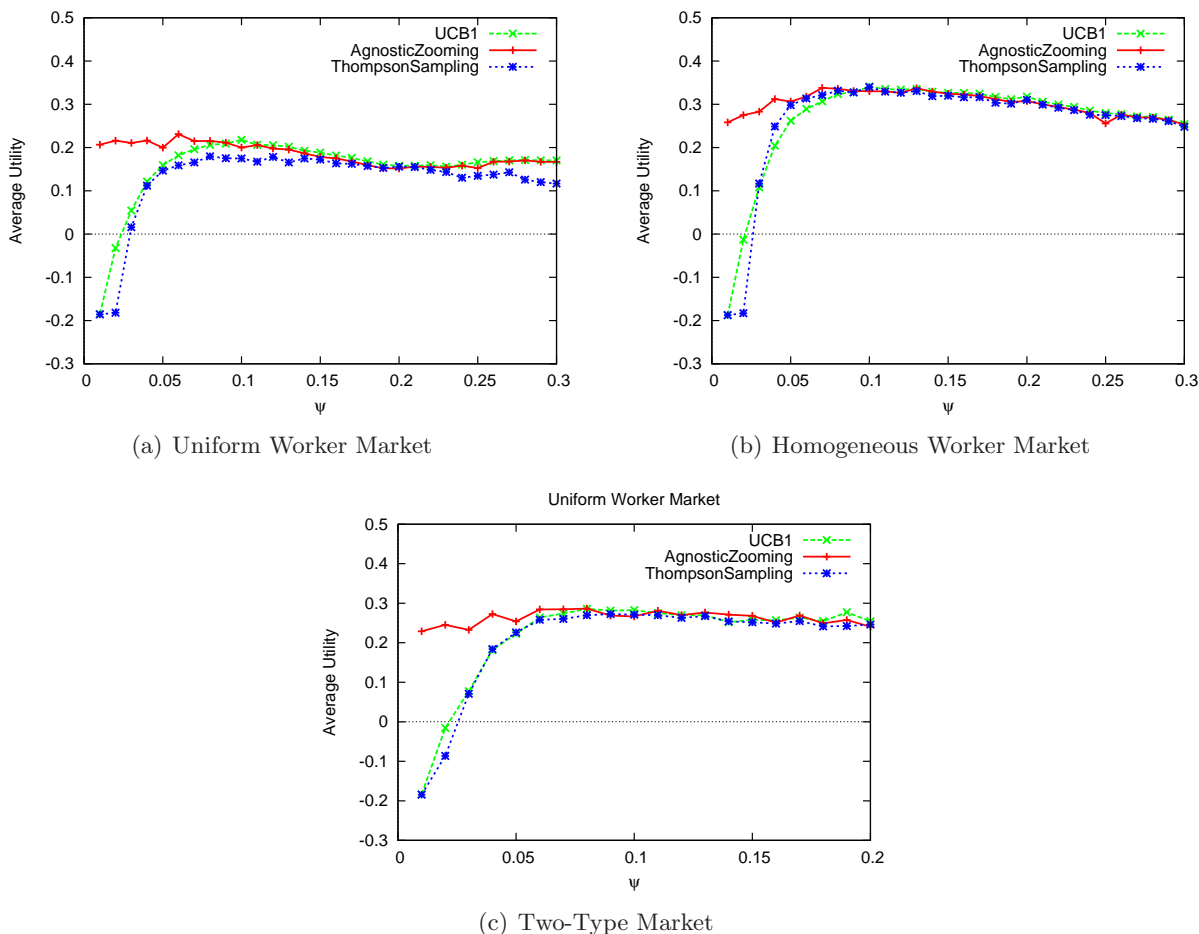 0.5
0.4
0.3
0.2
0.1
0
-0.1
-0.2
-0.3
0 0.05 0.1 0.15 0.2 0.25 0.3
Average Utility
ψ
UCB1
AgnosticZooming
ThompsonSampling
(a) Uniform Worker Market
0.5
0.4
0.3
0.2
0.1
0
-0.1
-0.2
-0.3
0 0.05 0.1 0.15 0.2 0.25 0.3
Average Utility
ψ
UCB1
AgnosticZooming
ThompsonSampling
(b) Homogeneous Worker Market
Uniform Worker Market
0.5
0.4
0.3
0.2
0.1
0
-0.1
-0.2
-0.3
0 0.05 0.1 0.15 0.2
Average Utility
ψ
UCB1
AgnosticZooming
ThompsonSampling
(c) Two-Type Market